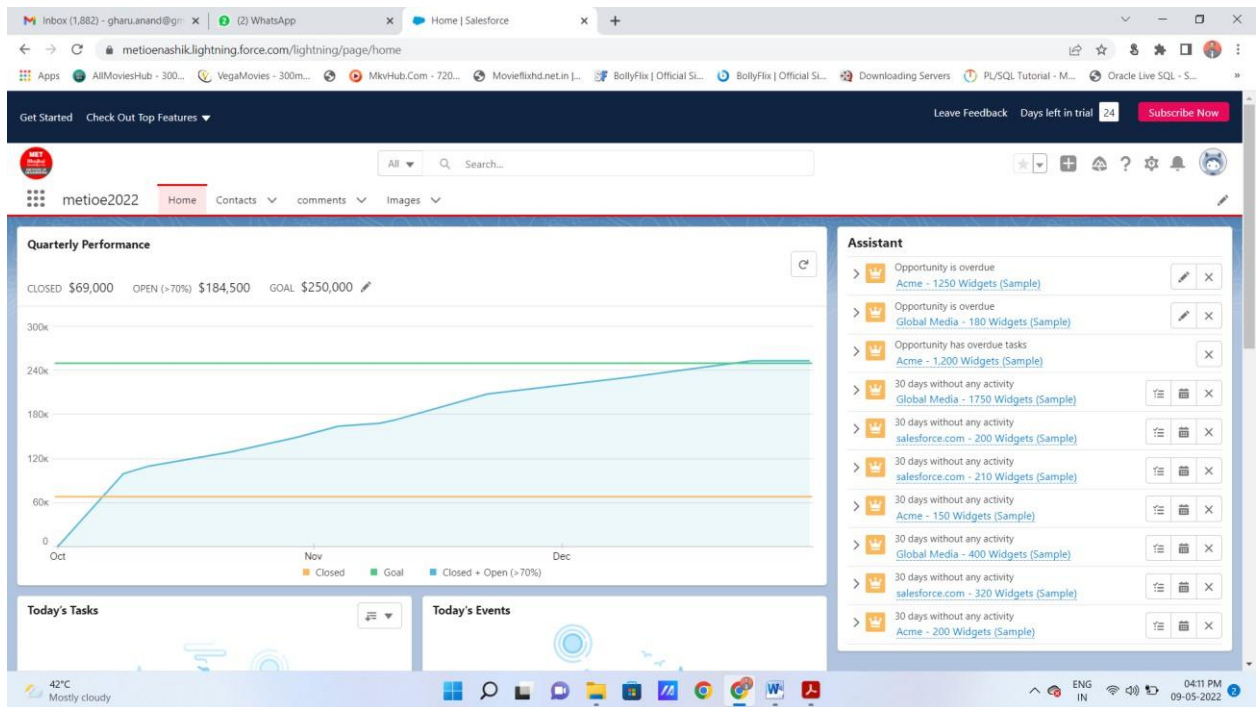 Inbox (1,882) - gharu.anand@gm
(2) WhatsApp
Home | Salesforce
metioenashik.lightning.force.com/lightning/page/home
Apps
AllMoviesHub - 300...
VegaMovies - 300m...
MkvHub.Com - 720...
Movieflixhd.net.in |...
BollyFlix | Official Si...
BollyFlix | Official Si...
Downloading Servers
PL/SQL Tutorial - M...
Oracle Live SQL - S...
Get Started Check Out Top Features
Leave Feedback Days left in trial 24 Subscribe Now
MET
All Search...
metioe2022 Home Contacts comments Images
Quarterly Performance
CLOSED $69,000 OPEN (>70%) $184,500 GOAL $250,000
300K
240K
180K
120K
60K
0
Oct Nov Dec
Closed Goal Closed + Open (>70%)
Today's Tasks
Today's Events
Assistant
Opportunity is overdue
Acme - 1250 Widgets (Sample)
Opportunity is overdue
Global Media - 180 Widgets (Sample)
Opportunity has overdue tasks
Acme - 1,200 Widgets (Sample)
30 days without any activity
Global Media - 1750 Widgets (Sample)
30 days without any activity
salesforce.com - 200 Widgets (Sample)
30 days without any activity
salesforce.com - 210 Widgets (Sample)
30 days without any activity
Acme - 150 Widgets (Sample)
30 days without any activity
Global Media - 400 Widgets (Sample)
30 days without any activity
salesforce.com - 320 Widgets (Sample)
30 days without any activity
Acme - 200 Widgets (Sample)
42°C
Mostly cloudy
ENG
IN
04:11 PM
09-05-2022
2